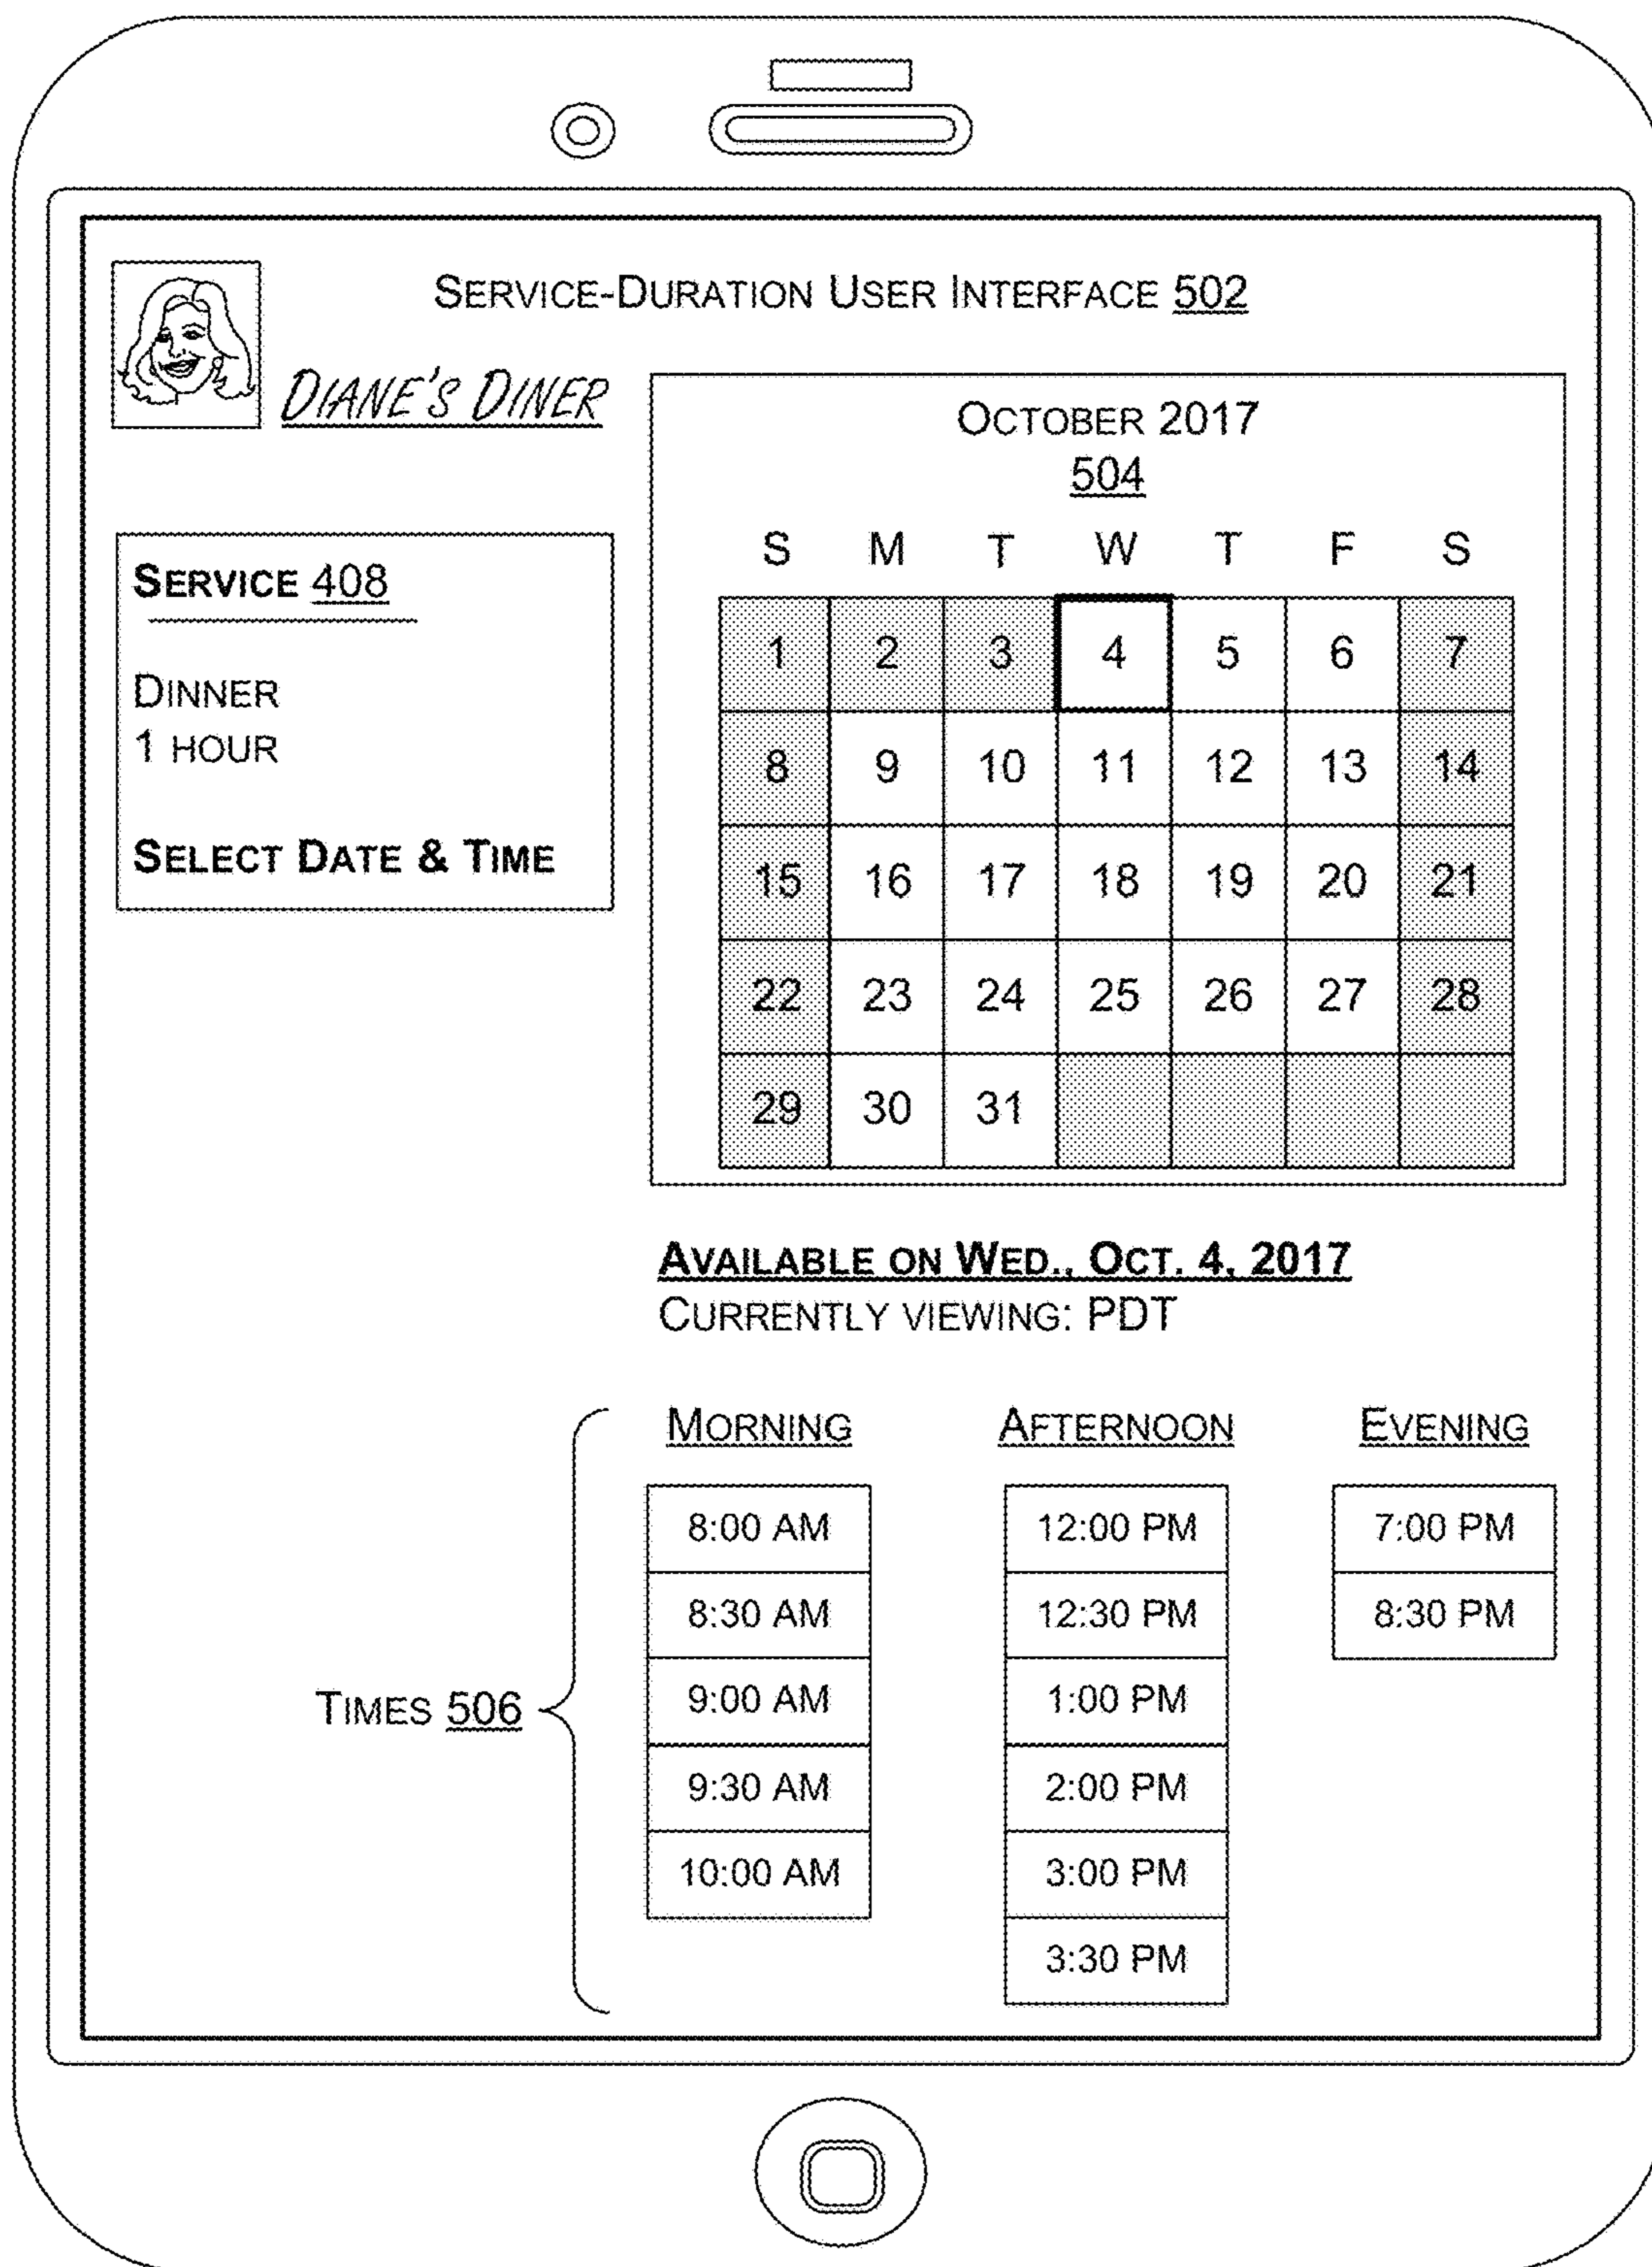 SERVICE-DURATION USER INTERFACE 502
DIANE'S DINER
SERVICE 408
DINNER
1 HOUR
SELECT DATE & TIME
OCTOBER 2017
504
S M T W T F S
1 2 3 4 5 6 7
8 9 10 11 12 13 14
15 16 17 18 19 20 21
22 23 24 25 26 27 28
29 30 31
AVAILABLE ON WED., OCT. 4, 2017
CURRENTLY VIEWING: PDT
TIMES 506
MORNING
8:00 AM
8:30 AM
9:00 AM
9:30 AM
10:00 AM
AFTERNOON
12:00 PM
12:30 PM
1:00 PM
2:00 PM
3:00 PM
3:30 PM
EVENING
7:00 PM
8:30 PM